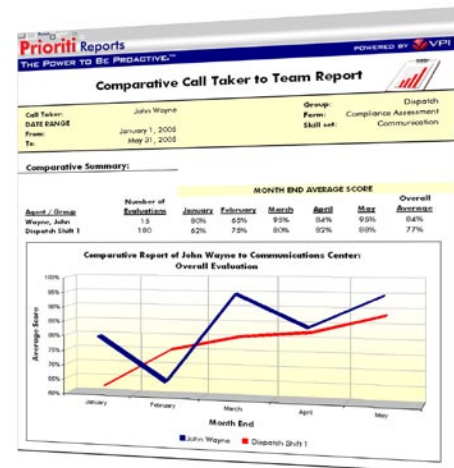 Prioriti Reports
POWERED BY VPI
THE POWER TO BE PROACTIVE.™
Comparative Call Taker to Team Report
Call Taker: John Wayne Group: Dispatch
DATE RANGE Form: Compliance Assessment
From: January 1, 2005 Skill set: Communication
To: May 31, 2005
Comparative Summary:
MONTH END AVERAGE SCORE
Agent / Group Number of Evaluations January February March April May Overall Average
Wayne, John 15 80% 65% 95% 84% 95% 84%
Dispatch Shift 1 180 62% 75% 80% 82% 88% 77%
Comparative Report of John Wayne to Communications Center:
Overall Evaluation
Average Score
100%
95%
90%
85%
80%
75%
70%
65%
60%
January February March April May
Month End
John Wayne Dispatch Shift 1